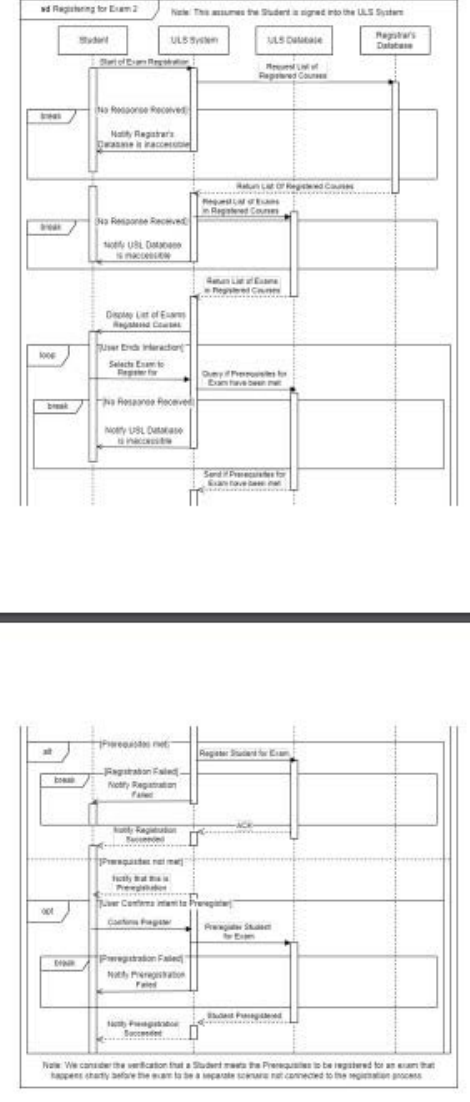 sd Registering for Exam 2
Note: This assumes the Student is signed into the ULS System
Student
ULS System
ULS Database
Registrar's
Database
Start of Exam Registration
Request List of
Registered Courses
break
[No Response Received]
Notify Registrar's
Database is inaccessible
Return List Of Registered Courses
Request List of Exams
in Registered Courses
break
[No Response Received]
Notify USL Database
is inaccessible
Return List of Exams
in Registered Courses
Display List of Exams
Registered Courses
loop
[User Ends Interaction]
Selects Exam to
Register for
Query if Prerequisites for
Exam have been met
break
[No Response Received]
Notify USL Database
is inaccessible
Send if Prerequisites for
Exam have been met
alt
[Prerequisites met]
Register Student for Exam
break
[Registration Failed]
Notify Registration
Failed
ACK
Notify Registration
Succeeded
[Prerequisites not met]
Notify that this is
Preregistration
opt
[User Confirms intent to Preregister]
Confirms Pregister
Preregister Student
for Exam
break
[Preregistration Failed]
Notify Preregistration
Failed
Student Preregistered
Notify Preregistration
Succeeded
Note: We consider the verification that a Student meets the Prerequisites to be registered for an exam that
happens shortly before the exam to be a separate scenario not connected to the registration process